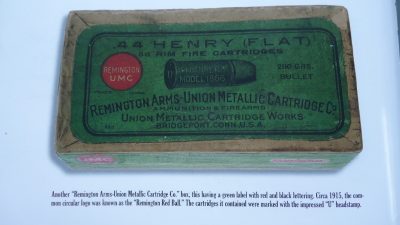 .44 HENRY (FLAT)
RIM FIRE CARTRIDGES
REMINGTON
UMC
MODEL 1866
200 GRS.
BULLET
REMINGTON ARMS-UNION METALLIC CARTRIDGE CO.
AMMUNITION & FIREARMS
UNION METALLIC CARTRIDGE WORKS
BRIDGEPORT, CONN. U.S.A.
UMC
Another "Remington Arms-Union Metallic Cartridge Co." box, this having a green label with red and black lettering. Circa 1915, the com-
mon circular logo was known as the "Remington Red Ball." The cartridges it contained were marked with the impressed "U" headstamp.